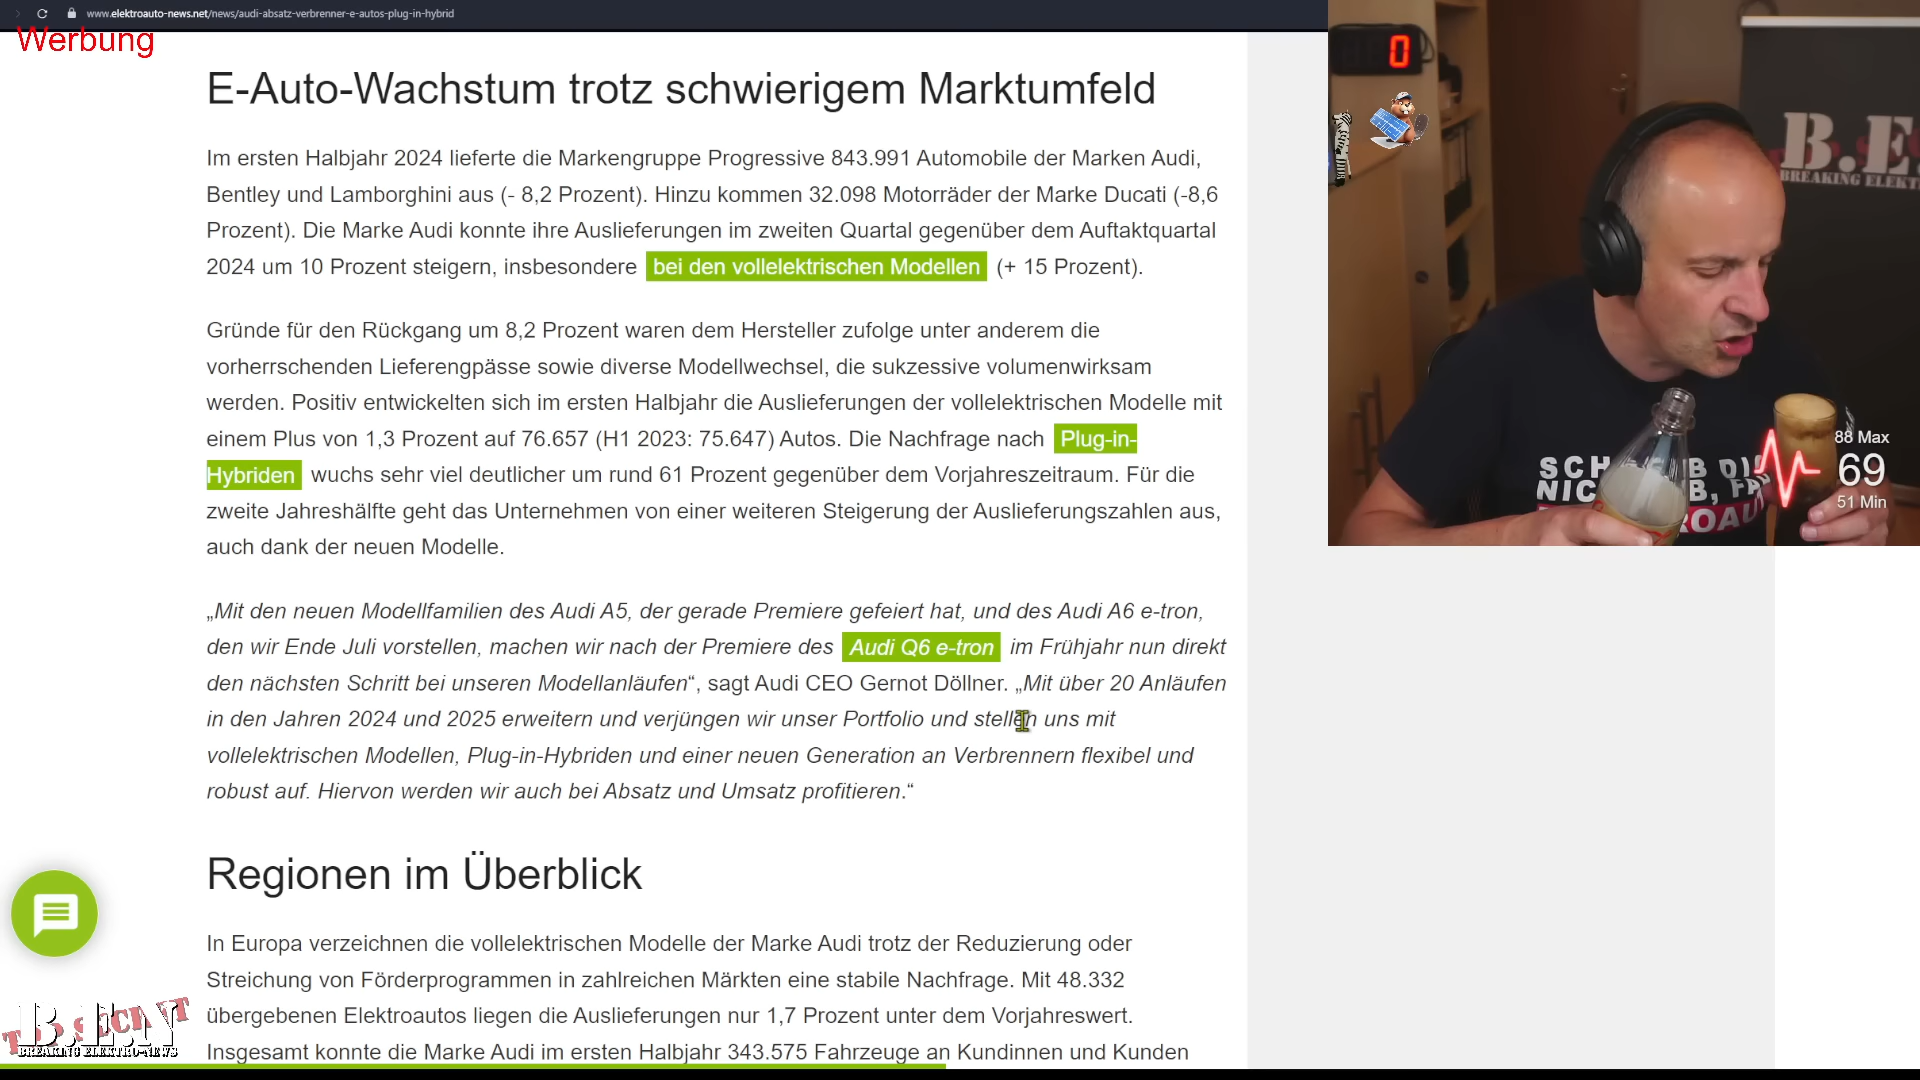 www.elektroauto-news.net/news/audi-absatz-verbrenner-e-autos-plug-in-hybrid
Werbung
E-Auto-Wachstum trotz schwierigem Marktumfeld
Im ersten Halbjahr 2024 lieferte die Markengruppe Progressive 843.991 Automobile der Marken Audi,
Bentley und Lamborghini aus (- 8,2 Prozent). Hinzu kommen 32.098 Motorräder der Marke Ducati (-8,6
Prozent). Die Marke Audi konnte ihre Auslieferungen im zweiten Quartal gegenüber dem Auftaktquartal
2024 um 10 Prozent steigern, insbesondere bei den vollelektrischen Modellen (+ 15 Prozent).
Gründe für den Rückgang um 8,2 Prozent waren dem Hersteller zufolge unter anderem die
vorherrschenden Lieferengpässe sowie diverse Modellwechsel, die sukzessive volumenwirksam
werden. Positiv entwickelten sich im ersten Halbjahr die Auslieferungen der vollelektrischen Modelle mit
einem Plus von 1,3 Prozent auf 76.657 (H1 2023: 75.647) Autos. Die Nachfrage nach Plug-in-
Hybriden wuchs sehr viel deutlicher um rund 61 Prozent gegenüber dem Vorjahreszeitraum. Für die
zweite Jahreshälfte geht das Unternehmen von einer weiteren Steigerung der Auslieferungszahlen aus,
auch dank der neuen Modelle.
„Mit den neuen Modellfamilien des Audi A5, der gerade Premiere gefeiert hat, und des Audi A6 e-tron,
den wir Ende Juli vorstellen, machen wir nach der Premiere des Audi Q6 e-tron im Frühjahr nun direkt
den nächsten Schritt bei unseren Modellanläufen“, sagt Audi CEO Gernot Döllner. „Mit über 20 Anläufen
in den Jahren 2024 und 2025 erweitern und verjüngen wir unser Portfolio und stellen uns mit
vollelektrischen Modellen, Plug-in-Hybriden und einer neuen Generation an Verbrennern flexibel und
robust auf. Hiervon werden wir auch bei Absatz und Umsatz profitieren.“
Regionen im Überblick
In Europa verzeichnen die vollelektrischen Modelle der Marke Audi trotz der Reduzierung oder
Streichung von Förderprogrammen in zahlreichen Märkten eine stabile Nachfrage. Mit 48.332
übergebenen Elektroautos liegen die Auslieferungen nur 1,7 Prozent unter dem Vorjahreswert.
Insgesamt konnte die Marke Audi im ersten Halbjahr 343.575 Fahrzeuge an Kundinnen und Kunden
0
B.E
BREAKING ELEKT
88 Max
69
51 Min
B.E.N
BREAKING ELEKTRO-NEWS